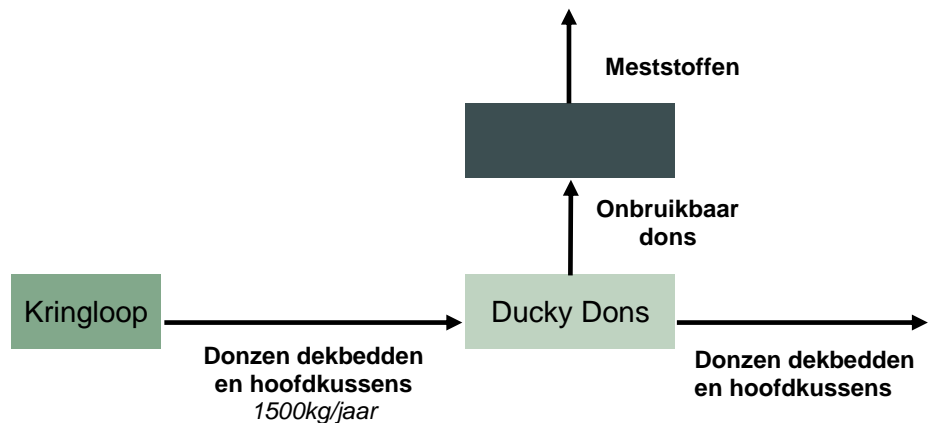 Meststoffen
Onbruikbaar
dons
Kringloop
Ducky Dons
Donzen dekbedden
en hoofdkussens
1500kg/jaar
Donzen dekbedden
en hoofdkussens